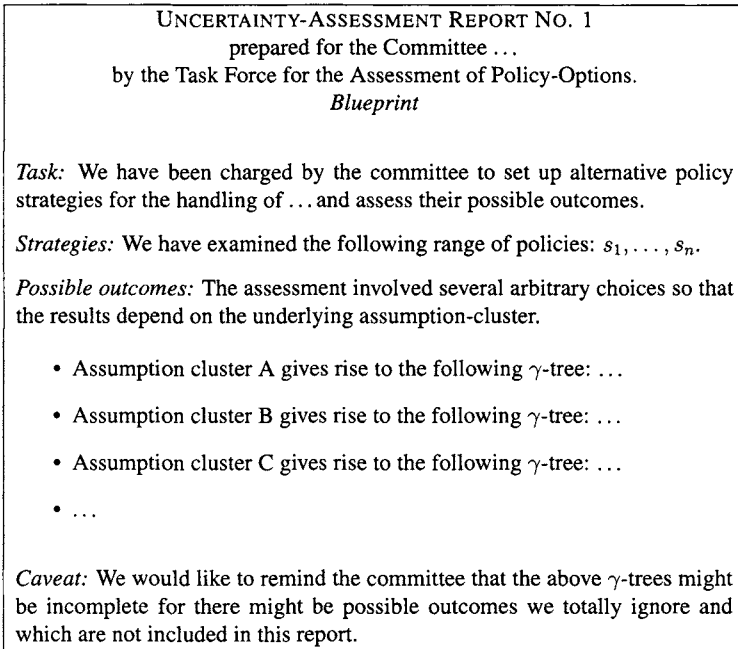 UNCERTAINTY-ASSESSMENT REPORT NO. 1
prepared for the Committee ...
by the Task Force for the Assessment of Policy-Options.
Blueprint
Task: We have been charged by the committee to set up alternative policy
strategies for the handling of ... and assess their possible outcomes.
Strategies: We have examined the following range of policies: s₁, . . . , sₙ.
Possible outcomes: The assessment involved several arbitrary choices so that
the results depend on the underlying assumption-cluster.
• Assumption cluster A gives rise to the following γ-tree: ...
• Assumption cluster B gives rise to the following γ-tree: ...
• Assumption cluster C gives rise to the following γ-tree: ...
• ...
Caveat: We would like to remind the committee that the above γ-trees might
be incomplete for there might be possible outcomes we totally ignore and
which are not included in this report.